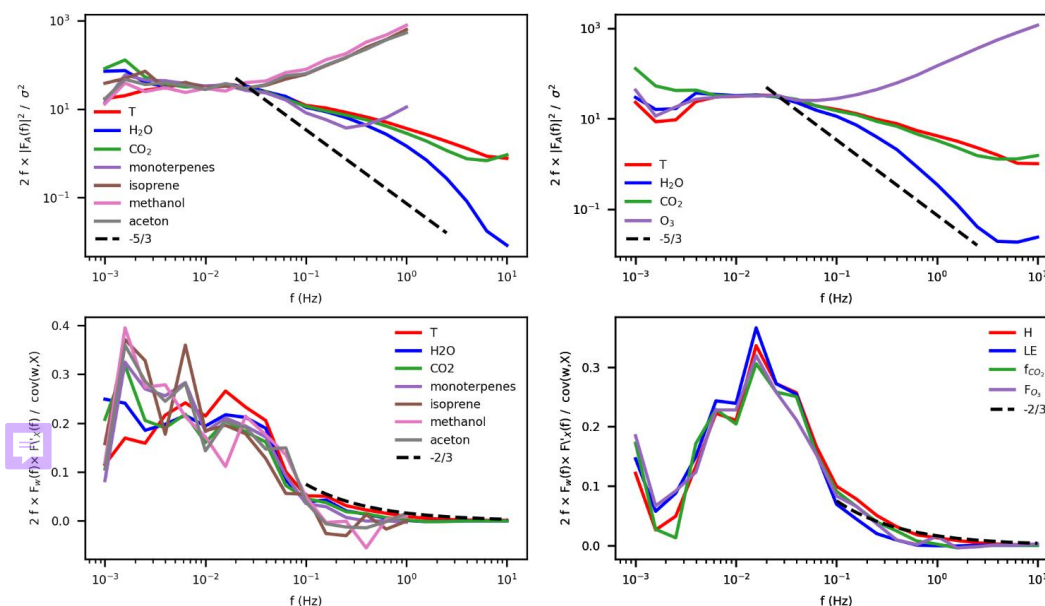 10³
10¹
10⁻¹
2 f × |F_A(f)|² / σ²
T
H₂O
CO₂
monoterpenes
isoprene
methanol
aceton
-5/3
10⁻³
10⁻²
10⁻¹
10⁰
10¹
f (Hz)
10³
10¹
10⁻¹
2 f × |F_A(f)|² / σ²
T
H₂O
CO₂
O₃
-5/3
10⁻³
10⁻²
10⁻¹
10⁰
10¹
f (Hz)
0.4
0.3
0.2
0.1
0.0
2 f × F_w(f)× F\'_X(f)/ cov(w,X)
T
H2O
CO2
monoterpenes
isoprene
methanol
aceton
-2/3
10⁻³
10⁻²
10⁻¹
10⁰
10¹
f (Hz)
0.3
0.2
0.1
0.0
2 f × F_w(f)× F\'_X(f)/ cov(w,X)
H
LE
f_CO₂
F_O₃
-2/3
10⁻³
10⁻²
10⁻¹
10⁰
10¹
f (Hz)